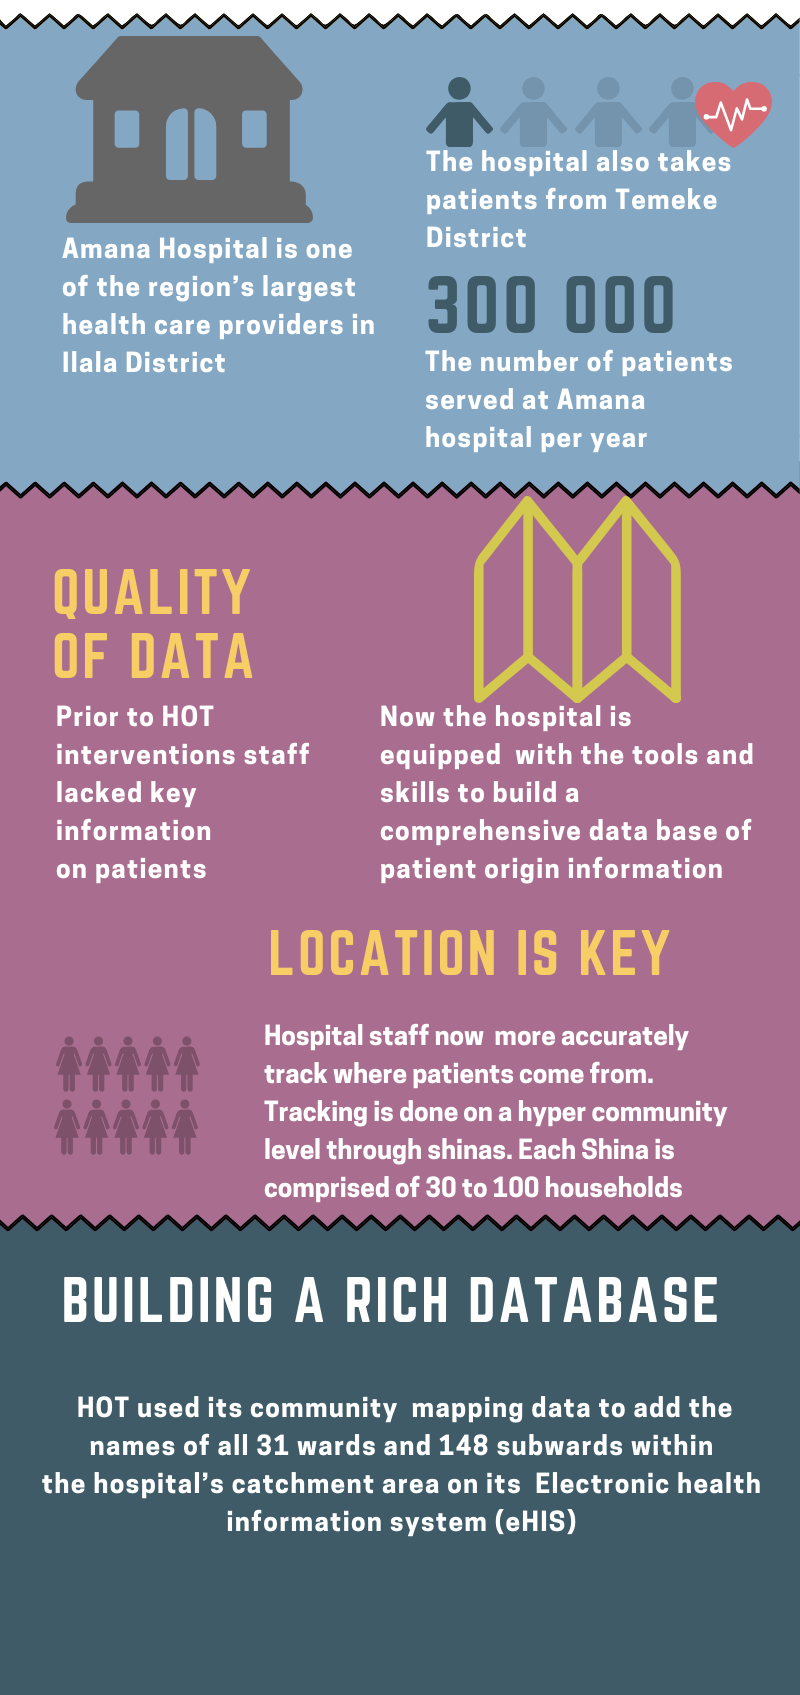 Amana Hospital is one
of the region’s largest
health care providers in
Ilala District
The hospital also takes
patients from Temeke
District
300 000
The number of patients
served at Amana
hospital per year
QUALITY
OF DATA
Prior to HOT
interventions staff
lacked key
information
on patients
Now the hospital is
equipped with the tools and
skills to build a
comprehensive data base of
patient origin information
LOCATION IS KEY
Hospital staff now more accurately
track where patients come from.
Tracking is done on a hyper community
level through shinas. Each Shina is
comprised of 30 to 100 households
BUILDING A RICH DATABASE
HOT used its community mapping data to add the
names of all 31 wards and 148 subwards within
the hospital’s catchment area on its Electronic health
information system (eHIS)